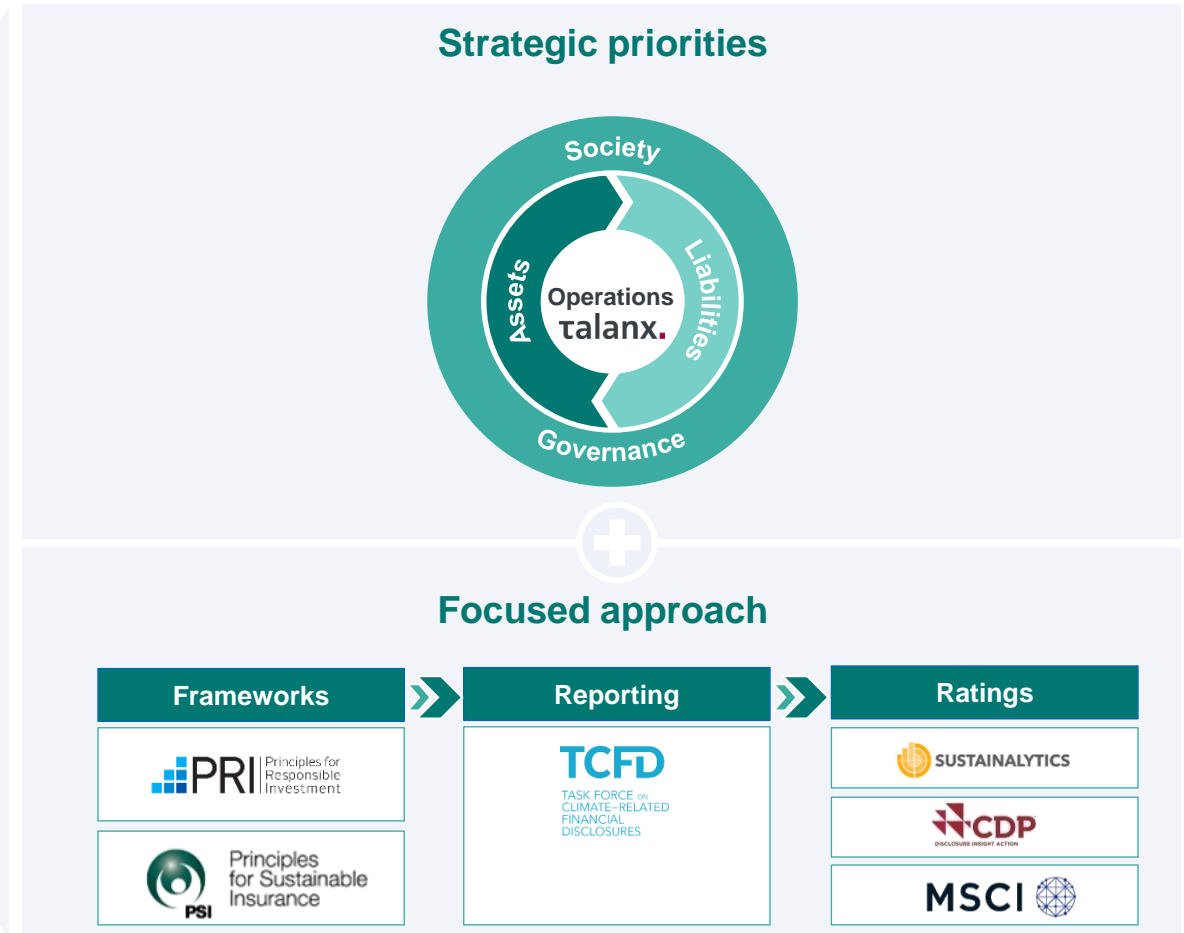 Strategic priorities
Society
Assets
Liabilities
Operations
talanx.
Governance
Focused approach
Frameworks
Reporting
Ratings
PRI
Principles for
Responsible
Investment
PSI
Principles
for Sustainable
Insurance
TCFD
TASK FORCE ON
CLIMATE-RELATED
FINANCIAL
DISCLOSURES
SUSTAINALYTICS
CDP
DISCLOSURE INSIGHT ACTION
MSCI